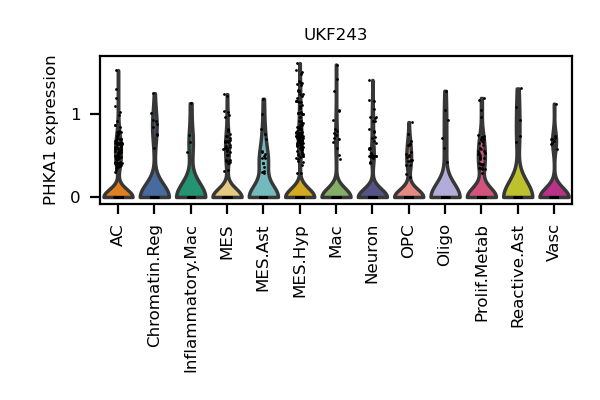 UKF243
PHKA1 expression
1
0
AC
Chromatin.Reg
Inflammatory.Mac
MES
MES.Ast
MES.Hyp
Mac
Neuron
OPC
Oligo
Prolif.Metab
Reactive.Ast
Vasc